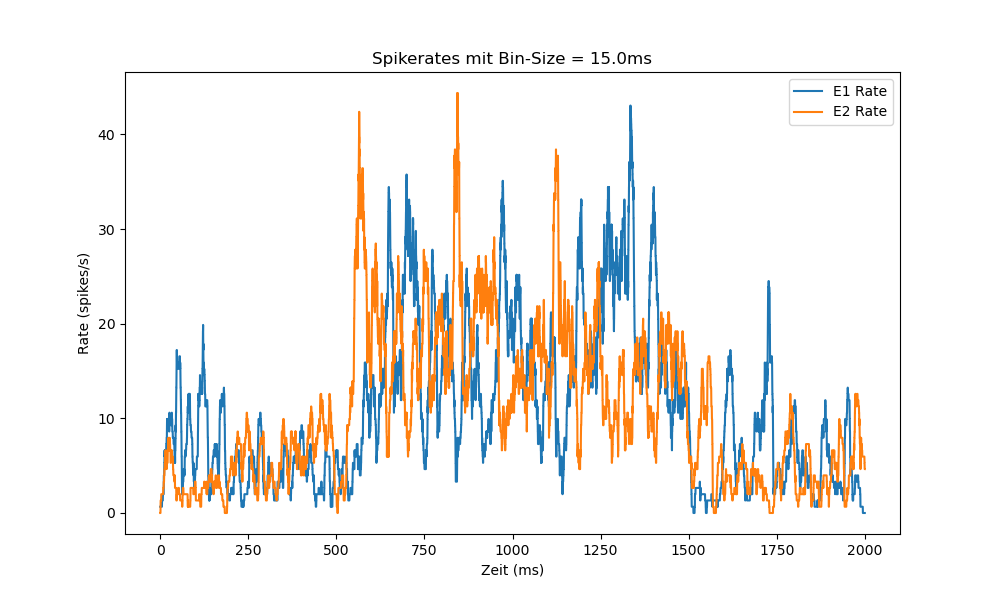 Spikerates mit Bin-Size = 15.0ms
E1 Rate
E2 Rate
Rate (spikes/s)
40
30
20
10
0
0 250 500 750 1000 1250 1500 1750 2000
Zeit (ms)